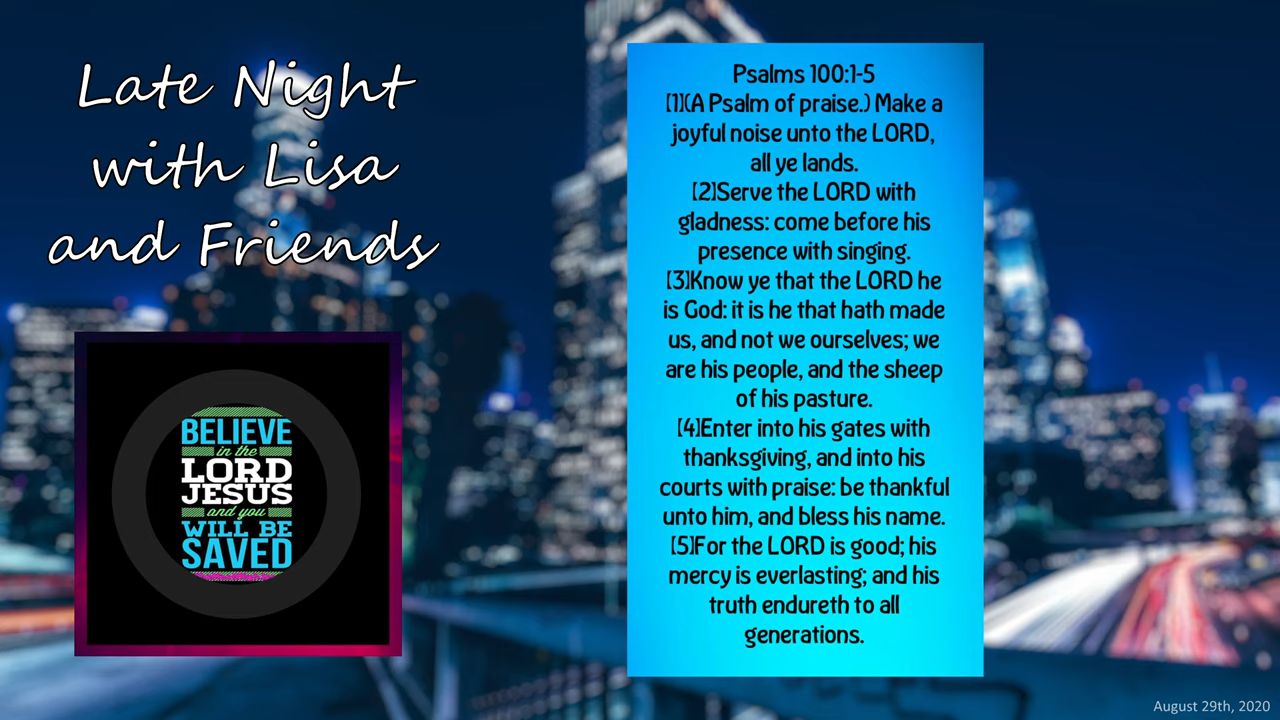 Late Night
with Lisa
and Friends
BELIEVE
in the
LORD
JESUS
and you
WILL BE
SAVED
Psalms 100:1-5
[1](A Psalm of praise.) Make a
joyful noise unto the LORD,
all ye lands.
[2]Serve the LORD with
gladness: come before his
presence with singing.
[3]Know ye that the LORD he
is God: it is he that hath made
us, and not we ourselves; we
are his people, and the sheep
of his pasture.
[4]Enter into his gates with
thanksgiving, and into his
courts with praise: be thankful
unto him, and bless his name.
[5]For the LORD is good; his
mercy is everlasting; and his
truth endureth to all
generations.
August 29th, 2020